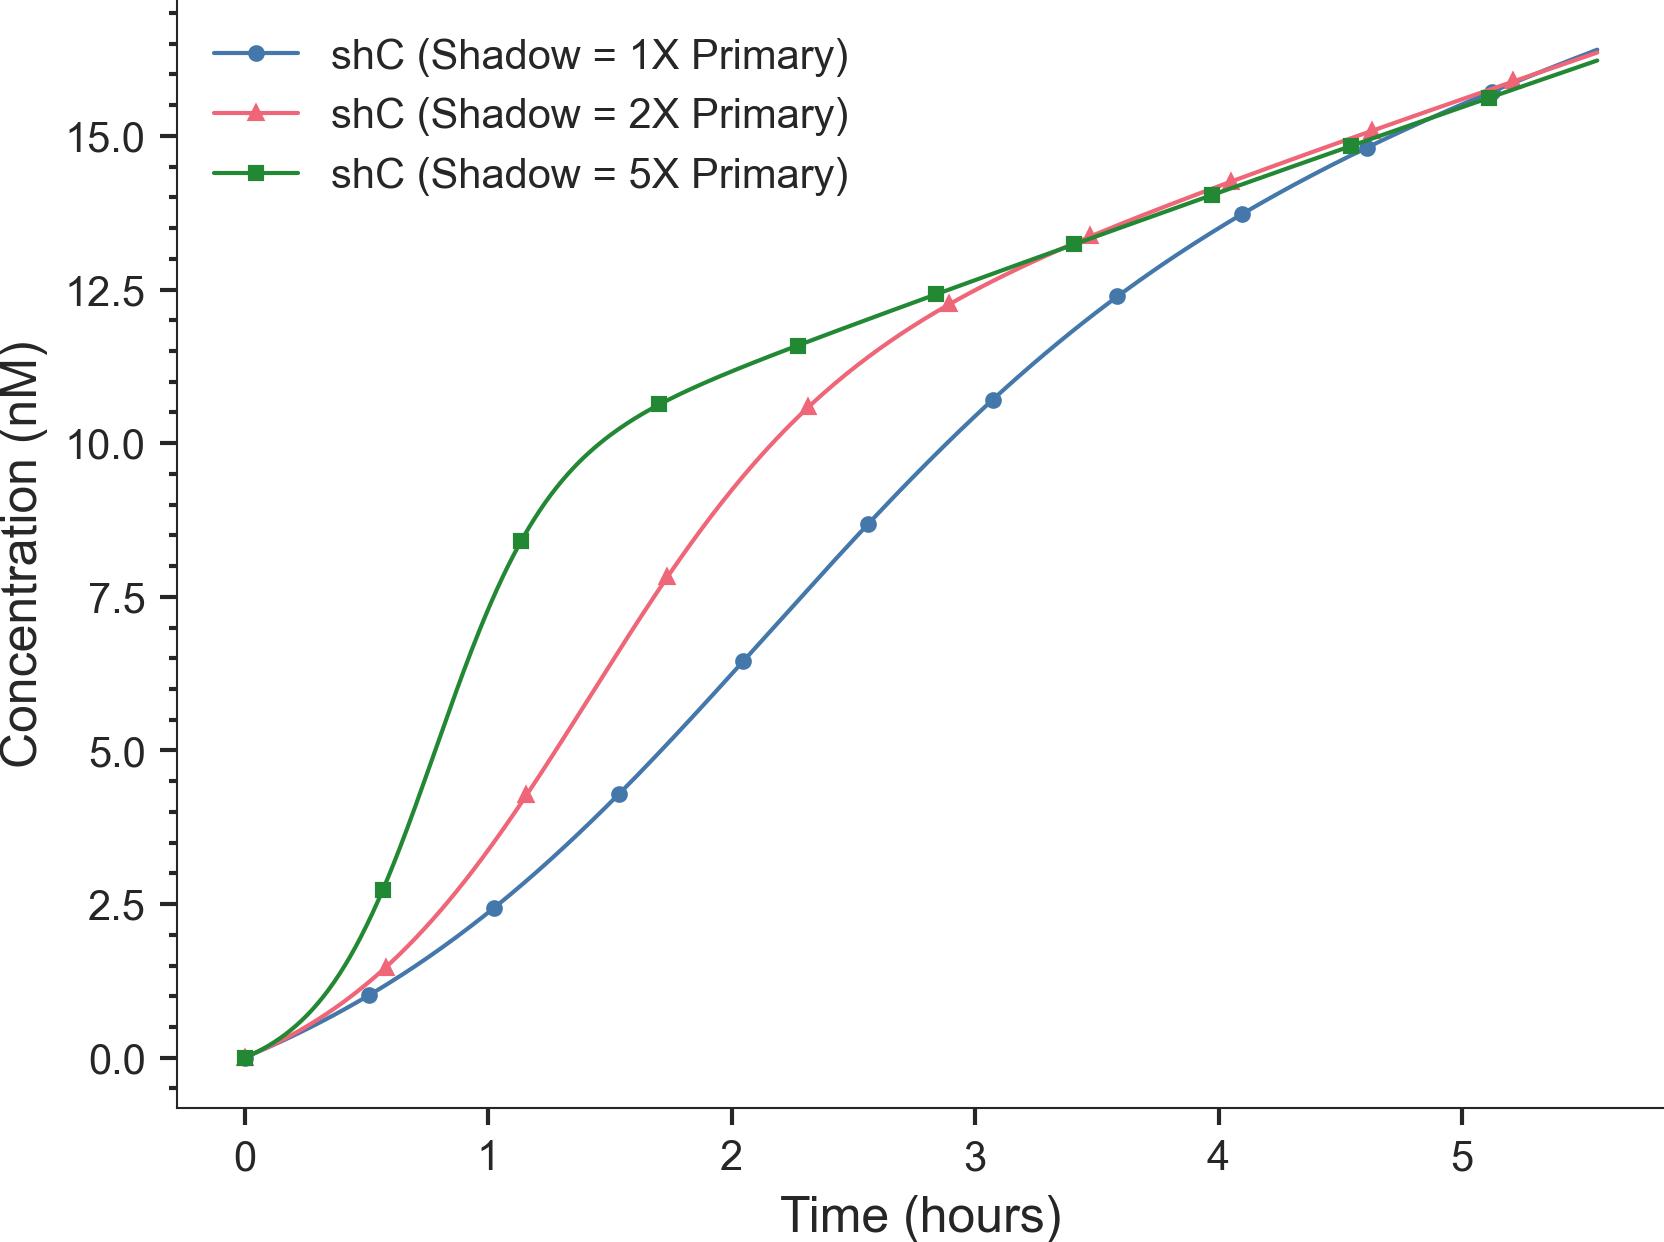 shC (Shadow = 1X Primary)
shC (Shadow = 2X Primary)
shC (Shadow = 5X Primary)
Concentration (nM)
15.0
12.5
10.0
7.5
5.0
2.5
0.0
0 1 2 3 4 5
Time (hours)